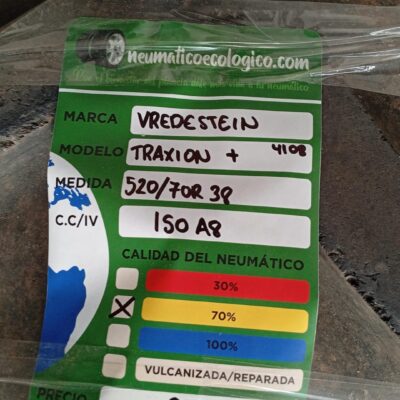 neumaticoecologico.com
MARCA VREDESTEIN
MODELO TRAXION + 4108
MEDIDA 520/70R 38
C.C/IV 150 A8
CALIDAD DEL NEUMÁTICO
30%
70%
100%
VULCANIZADA/REPARADA
PRECIO